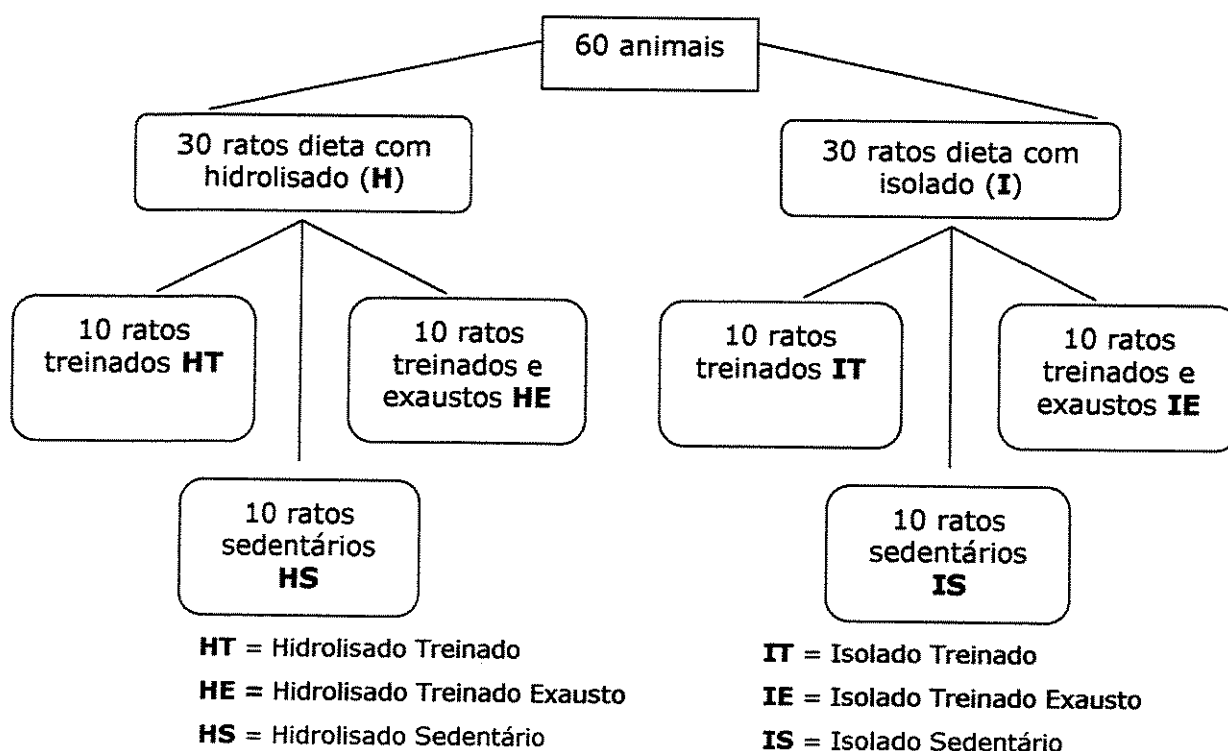 60 animais
30 ratos dieta com
hidrolisado (H)
30 ratos dieta com
isolado (I)
10 ratos
treinados HT
10 ratos
treinados e
exaustos HE
10 ratos
treinados IT
10 ratos
treinados e
exaustos IE
10 ratos
sedentários
HS
10 ratos
sedentários
IS
HT = Hidrolisado Treinado
HE = Hidrolisado Treinado Exausto
HS = Hidrolisado Sedentário
IT = Isolado Treinado
IE = Isolado Treinado Exausto
IS = Isolado Sedentário